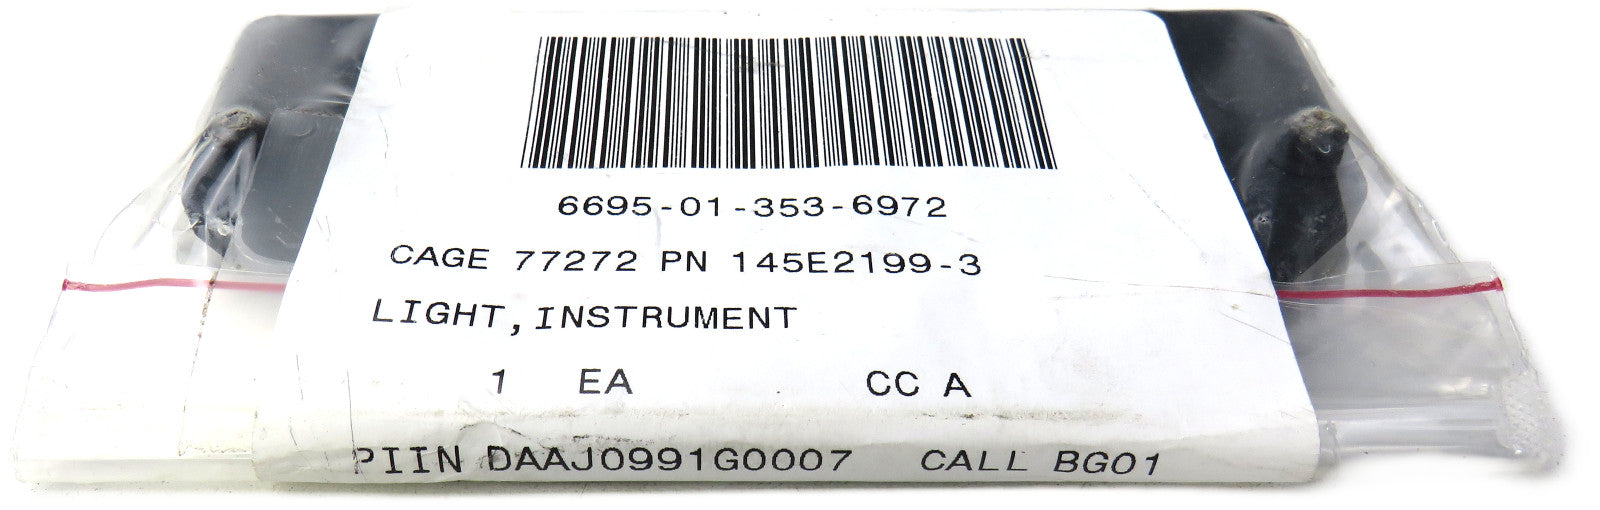 6695-01-353-6972
CAGE 77272 PN 145E2199-3
LIGHT,INSTRUMENT
1 EA CC A
PIIN DAAJ0991G0007 CALL BG01